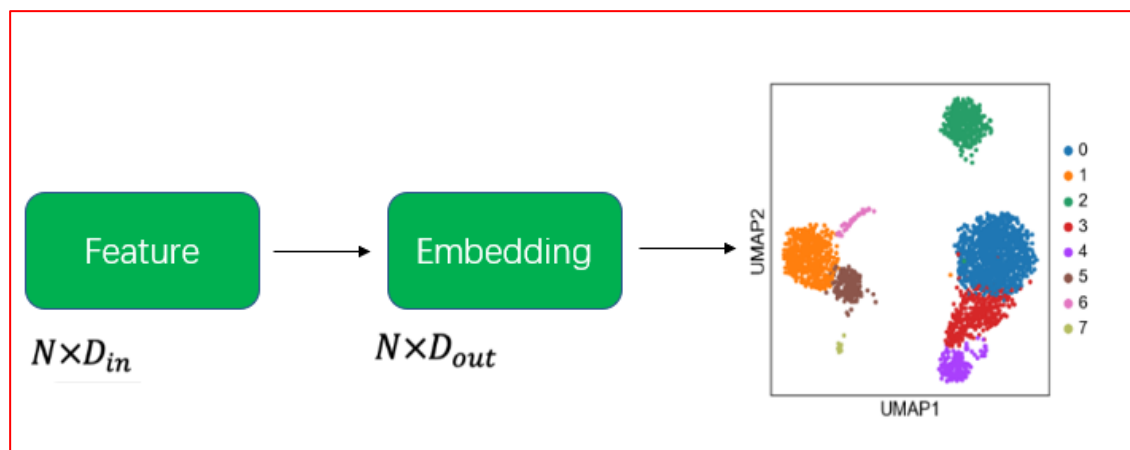 Feature
N×D_in
Embedding
N×D_out
UMAP2
UMAP1
0
1
2
3
4
5
6
7